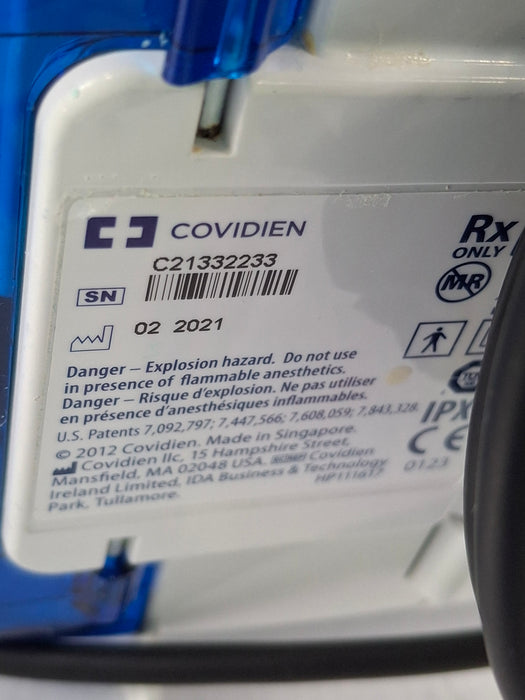 COVIDIEN
C21332233
SN
02 2021
Danger – Explosion hazard. Do not use
in presence of flammable anesthetics.
Danger – Risque d'explosion. Ne pas utiliser
en présence d'anesthésiques inflammables.
U.S. Patents 7,092,797; 7,447,566; 7,608,059; 7,843,328.
© 2012 Covidien. Made in Singapore.
Covidien llc, 15 Hampshire Street,
Mansfield, MA 02048 USA. Covidien
Ireland Limited, IDA Business & Technology
Park, Tullamore.
Rx
ONLY
MR
IPX
CE
0123